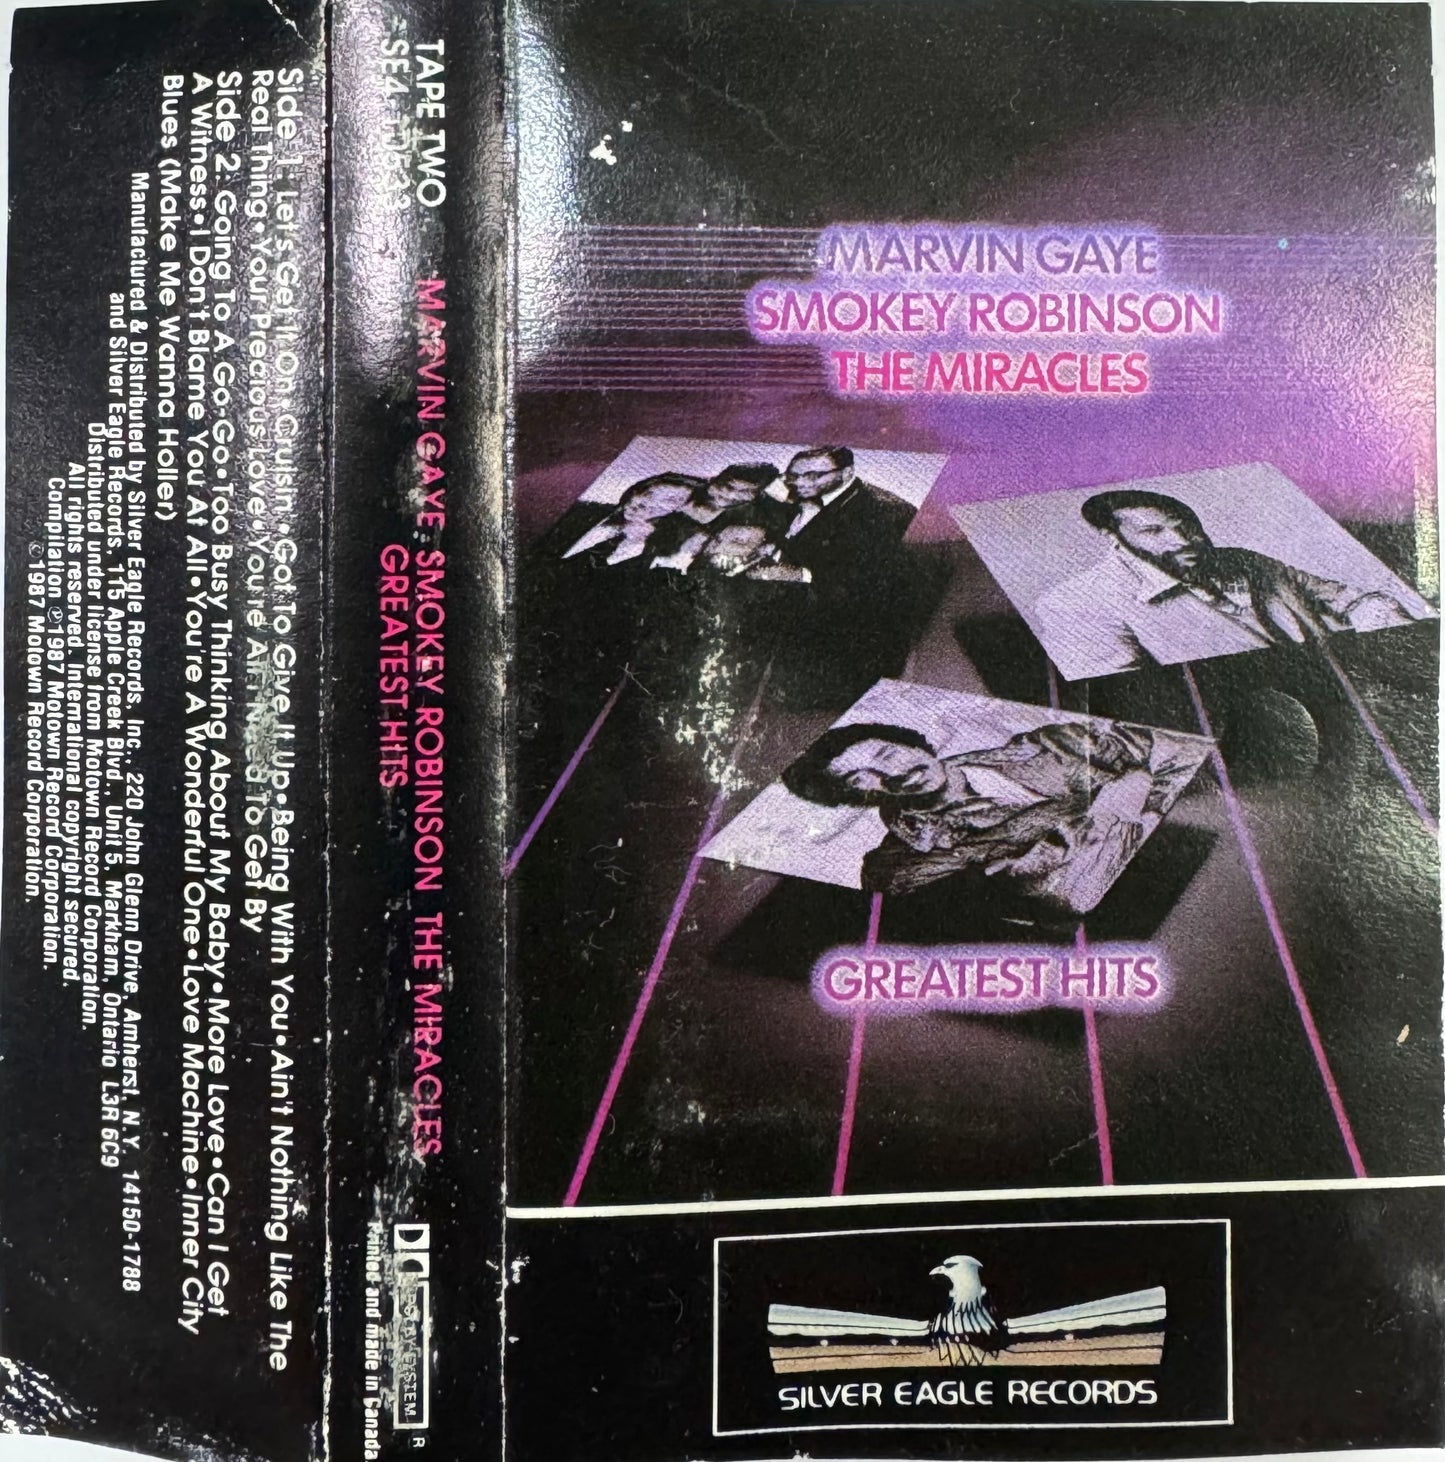 MARVIN GAYE
SMOKEY ROBINSON
THE MIRACLES
GREATEST HITS
SILVER EAGLE RECORDS
TAPE TWO
MARVIN GAYE SMOKEY ROBINSON THE MIRACLES
GREATEST HITS
DOLBY SYSTEM
R
Printed and made in Canada
Side 1: Let's Get It On•Cruisin'•Got To Give It Up•Being With You•Ain't Nothing Like The
Real Thing•Your Precious Love•You're All I Need To Get By
Side 2: Going To A Go-Go•Too Busy Thinking About My Baby•More Love•Can I Get
A Witness•I Don't Blame You At All•You're A Wonderful One•Love Machine•Inner City
Blues (Make Me Wanna Holler)
Manufactured & Distributed by Silver Eagle Records, Inc., 220 John Glenn Drive, Amherst, N.Y. 14150-1788
and Silver Eagle Records, 115 Apple Creek Blvd., Unit 5, Markham, Ontario L3R 6C9
Distributed under license from Motown Record Corporation.
All rights reserved. International copyright secured.
Compilation ℗1987 Motown Record Corporation.
©1987 Motown Record Corporation.